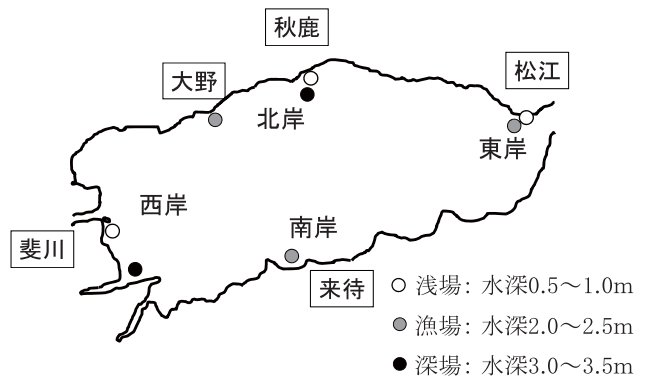 秋鹿
大野
松江
北岸
東岸
西岸
斐川
南岸
来待
浅場: 水深0.5～1.0m
漁場: 水深2.0～2.5m
深場: 水深3.0～3.5m